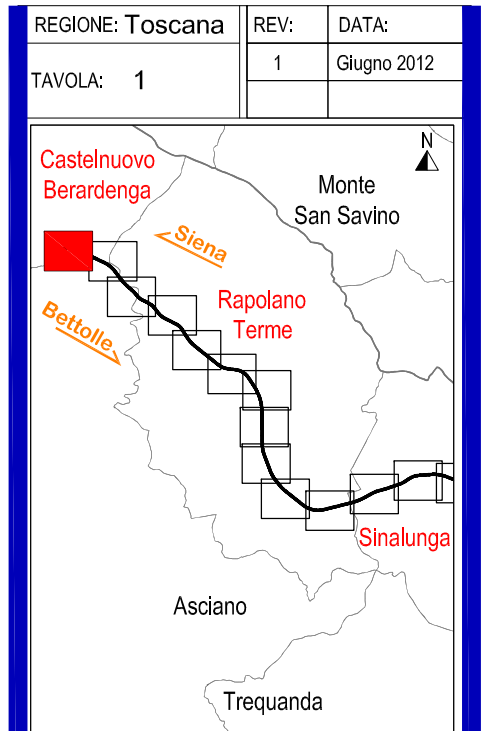 REGIONE: Toscana
REV:
DATA:
TAVOLA: 1
1
Giugno 2012
N
Castelnuovo
Berardenga
Monte
San Savino
Siena
Bettolle
Rapolano
Terme
Sinalunga
Asciano
Trequanda